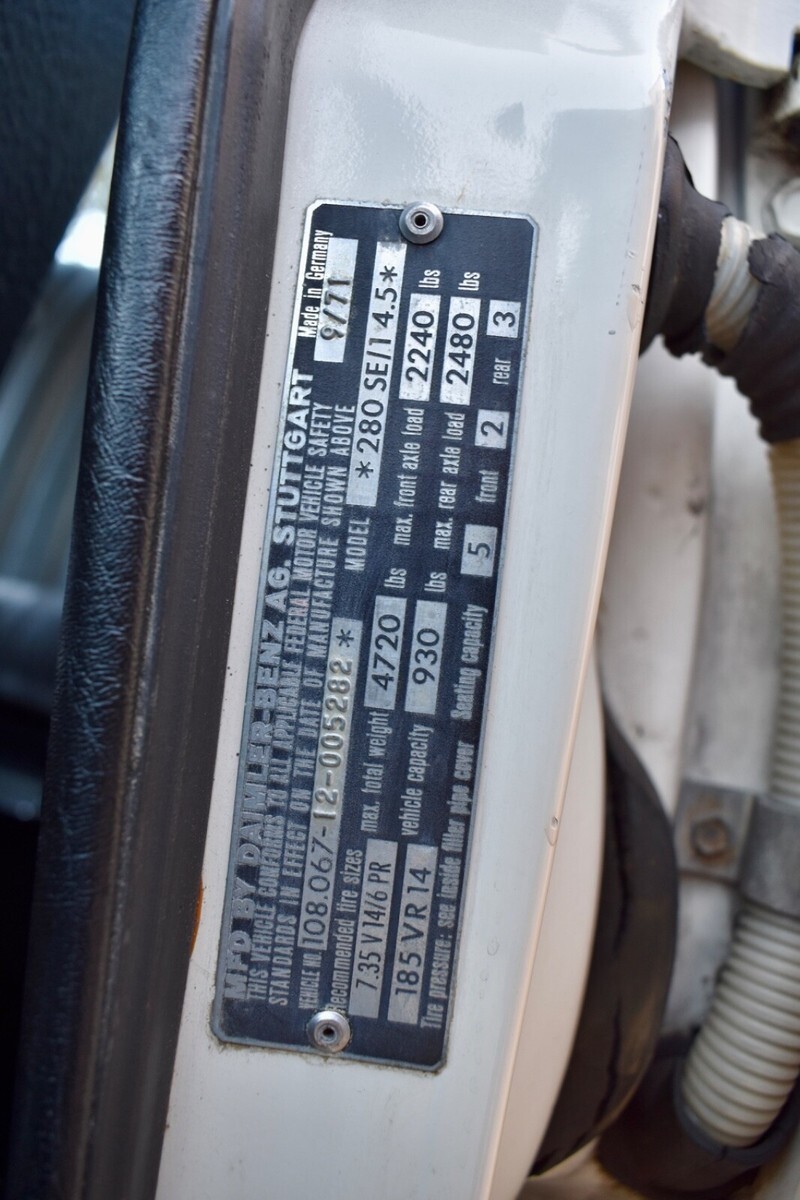 MFD BY DAIMLER-BENZ AG. STUTTGART Made in Germany
THIS VEHICLE CONFORMS TO ALL APPLICANT FEDERAL MOTOR VEHICLE SAFETY 9/71
STANDARDS IN EFFECT ON THE DATE OF MANUFACTURE SHOWN ABOVE
VEHICLE NO. 108.067-12-005282 * MODEL *280 SE/1 4.5*
Recommended tire sizes max. total weight 4720 lbs max. front axle load 2240 lbs
7.35 V 14/6 PR vehicle capacity 930 lbs max. rear axle load 2480 lbs
185 VR 14
Tire pressure: see inside filler pipe cover Seating capacity 5 front 2 rear 3